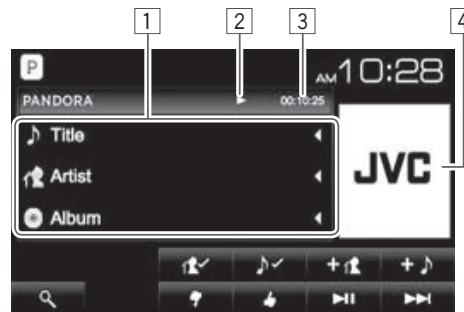 1 2 3 4
P
AM 10:28
PANDORA 00:10:25
Title
Artist
Album
JVC